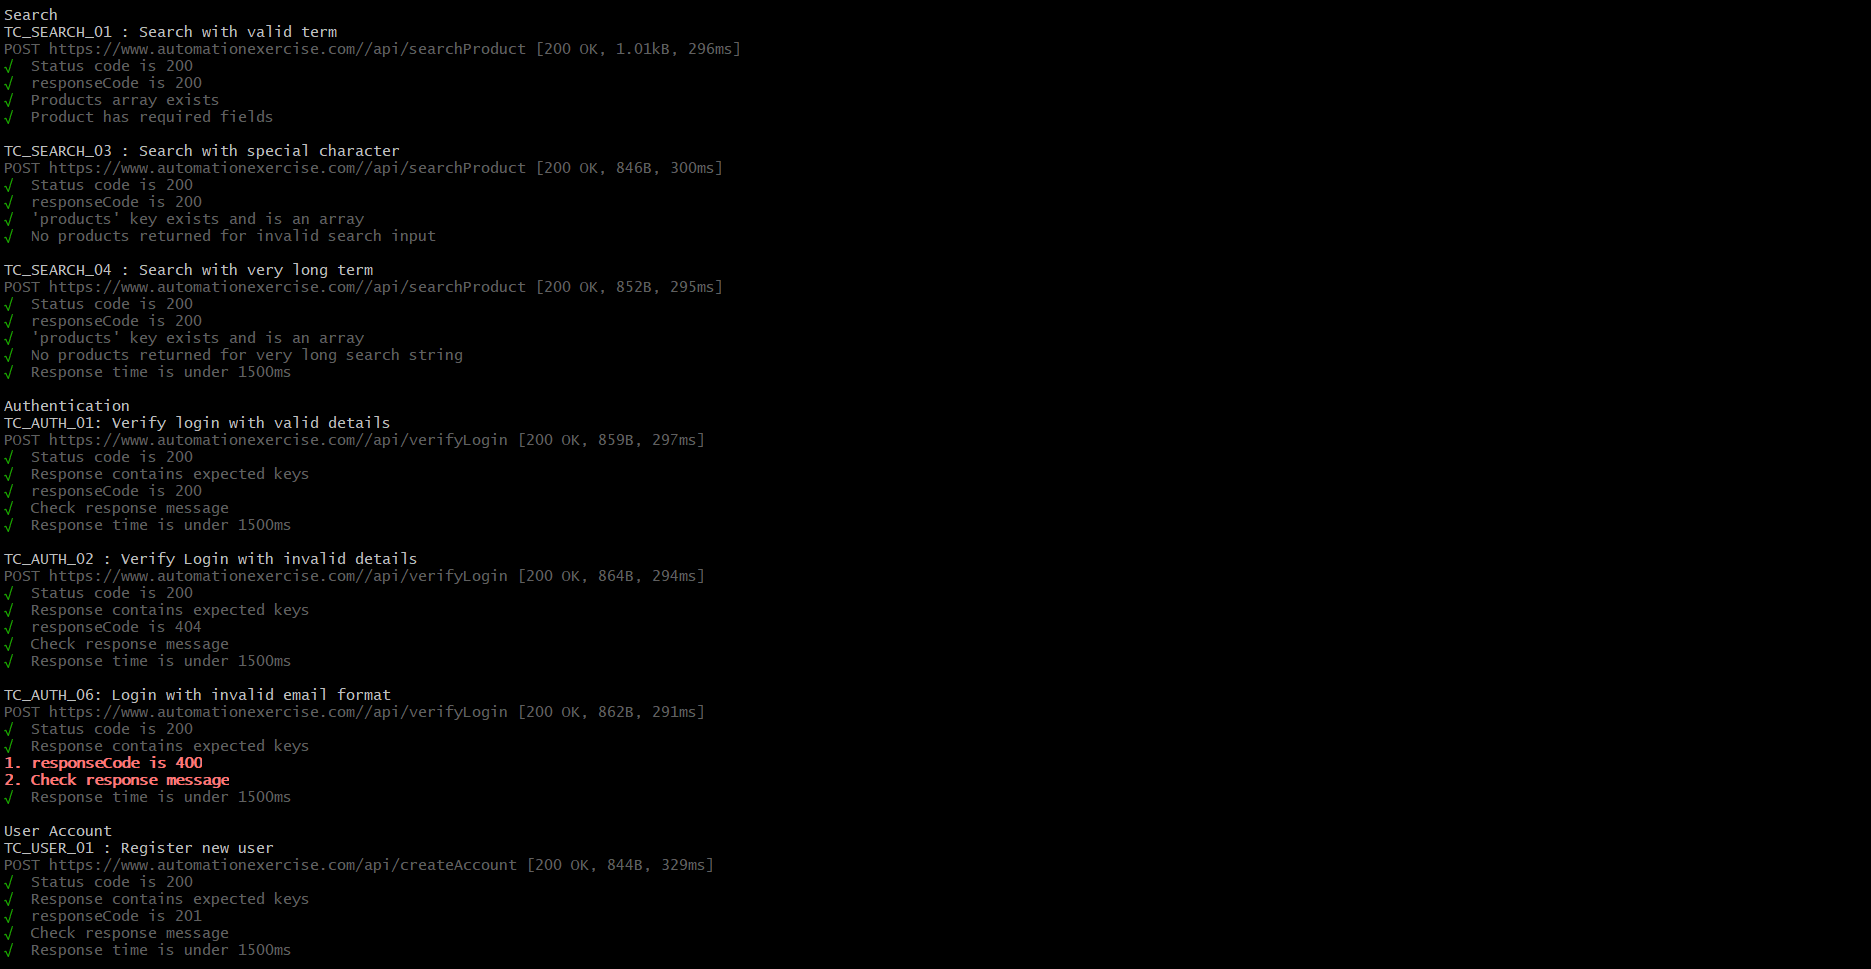 Search
TC_SEARCH_01 : Search with valid term
POST https://www.automationexercise.com//api/searchProduct [200 OK, 1.01kB, 296ms]
√ Status code is 200
√ responseCode is 200
√ Products array exists
√ Product has required fields
TC_SEARCH_03 : Search with special character
POST https://www.automationexercise.com//api/searchProduct [200 OK, 846B, 300ms]
√ Status code is 200
√ responseCode is 200
√ 'products' key exists and is an array
√ No products returned for invalid search input
TC_SEARCH_04 : Search with very long term
POST https://www.automationexercise.com//api/searchProduct [200 OK, 852B, 295ms]
√ Status code is 200
√ responseCode is 200
√ 'products' key exists and is an array
√ No products returned for very long search string
√ Response time is under 1500ms
Authentication
TC_AUTH_01: Verify login with valid details
POST https://www.automationexercise.com//api/verifyLogin [200 OK, 859B, 297ms]
√ Status code is 200
√ Response contains expected keys
√ responseCode is 200
√ Check response message
√ Response time is under 1500ms
TC_AUTH_02 : Verify Login with invalid details
POST https://www.automationexercise.com//api/verifyLogin [200 OK, 864B, 294ms]
√ Status code is 200
√ Response contains expected keys
√ responseCode is 404
√ Check response message
√ Response time is under 1500ms
TC_AUTH_06: Login with invalid email format
POST https://www.automationexercise.com//api/verifyLogin [200 OK, 862B, 291ms]
√ Status code is 200
√ Response contains expected keys
1. responseCode is 400
2. Check response message
√ Response time is under 1500ms
User Account
TC_USER_01 : Register new user
POST https://www.automationexercise.com/api/createAccount [200 OK, 844B, 329ms]
√ Status code is 200
√ Response contains expected keys
√ responseCode is 201
√ Check response message
√ Response time is under 1500ms